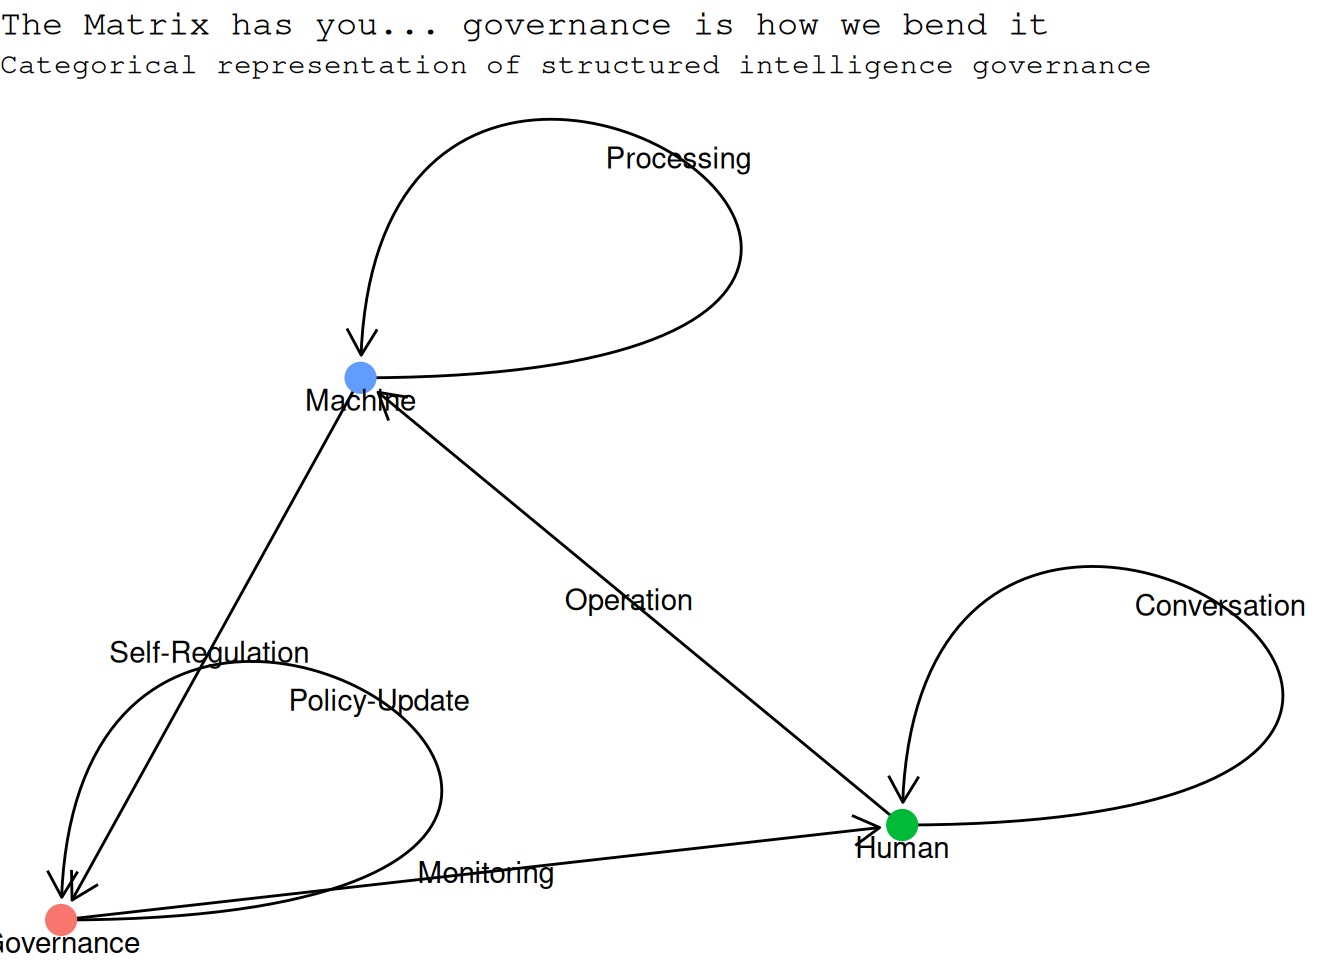 The Matrix has you... governance is how we bend it
Categorical representation of structured intelligence governance
Processing
Machine
Operation
Conversation
Self-Regulation
Policy-Update
Human
Monitoring
Governance